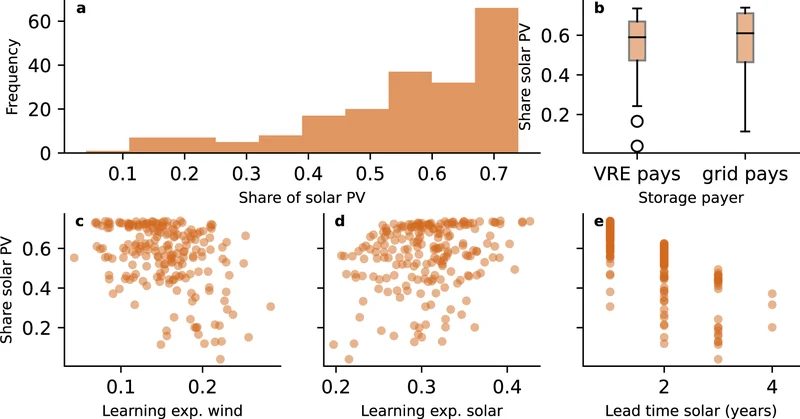 a
60
40
20
0
Frequency
0.1 0.2 0.3 0.4 0.5 0.6 0.7
Share of solar PV
b
0.6
0.4
0.2
Share solar PV
VRE pays grid pays
Storage payer
c
0.6
0.4
0.2
Share solar PV
0.1 0.2
Learning exp. wind
d
0.2 0.3 0.4
Learning exp. solar
e
2 4
Lead time solar (years)